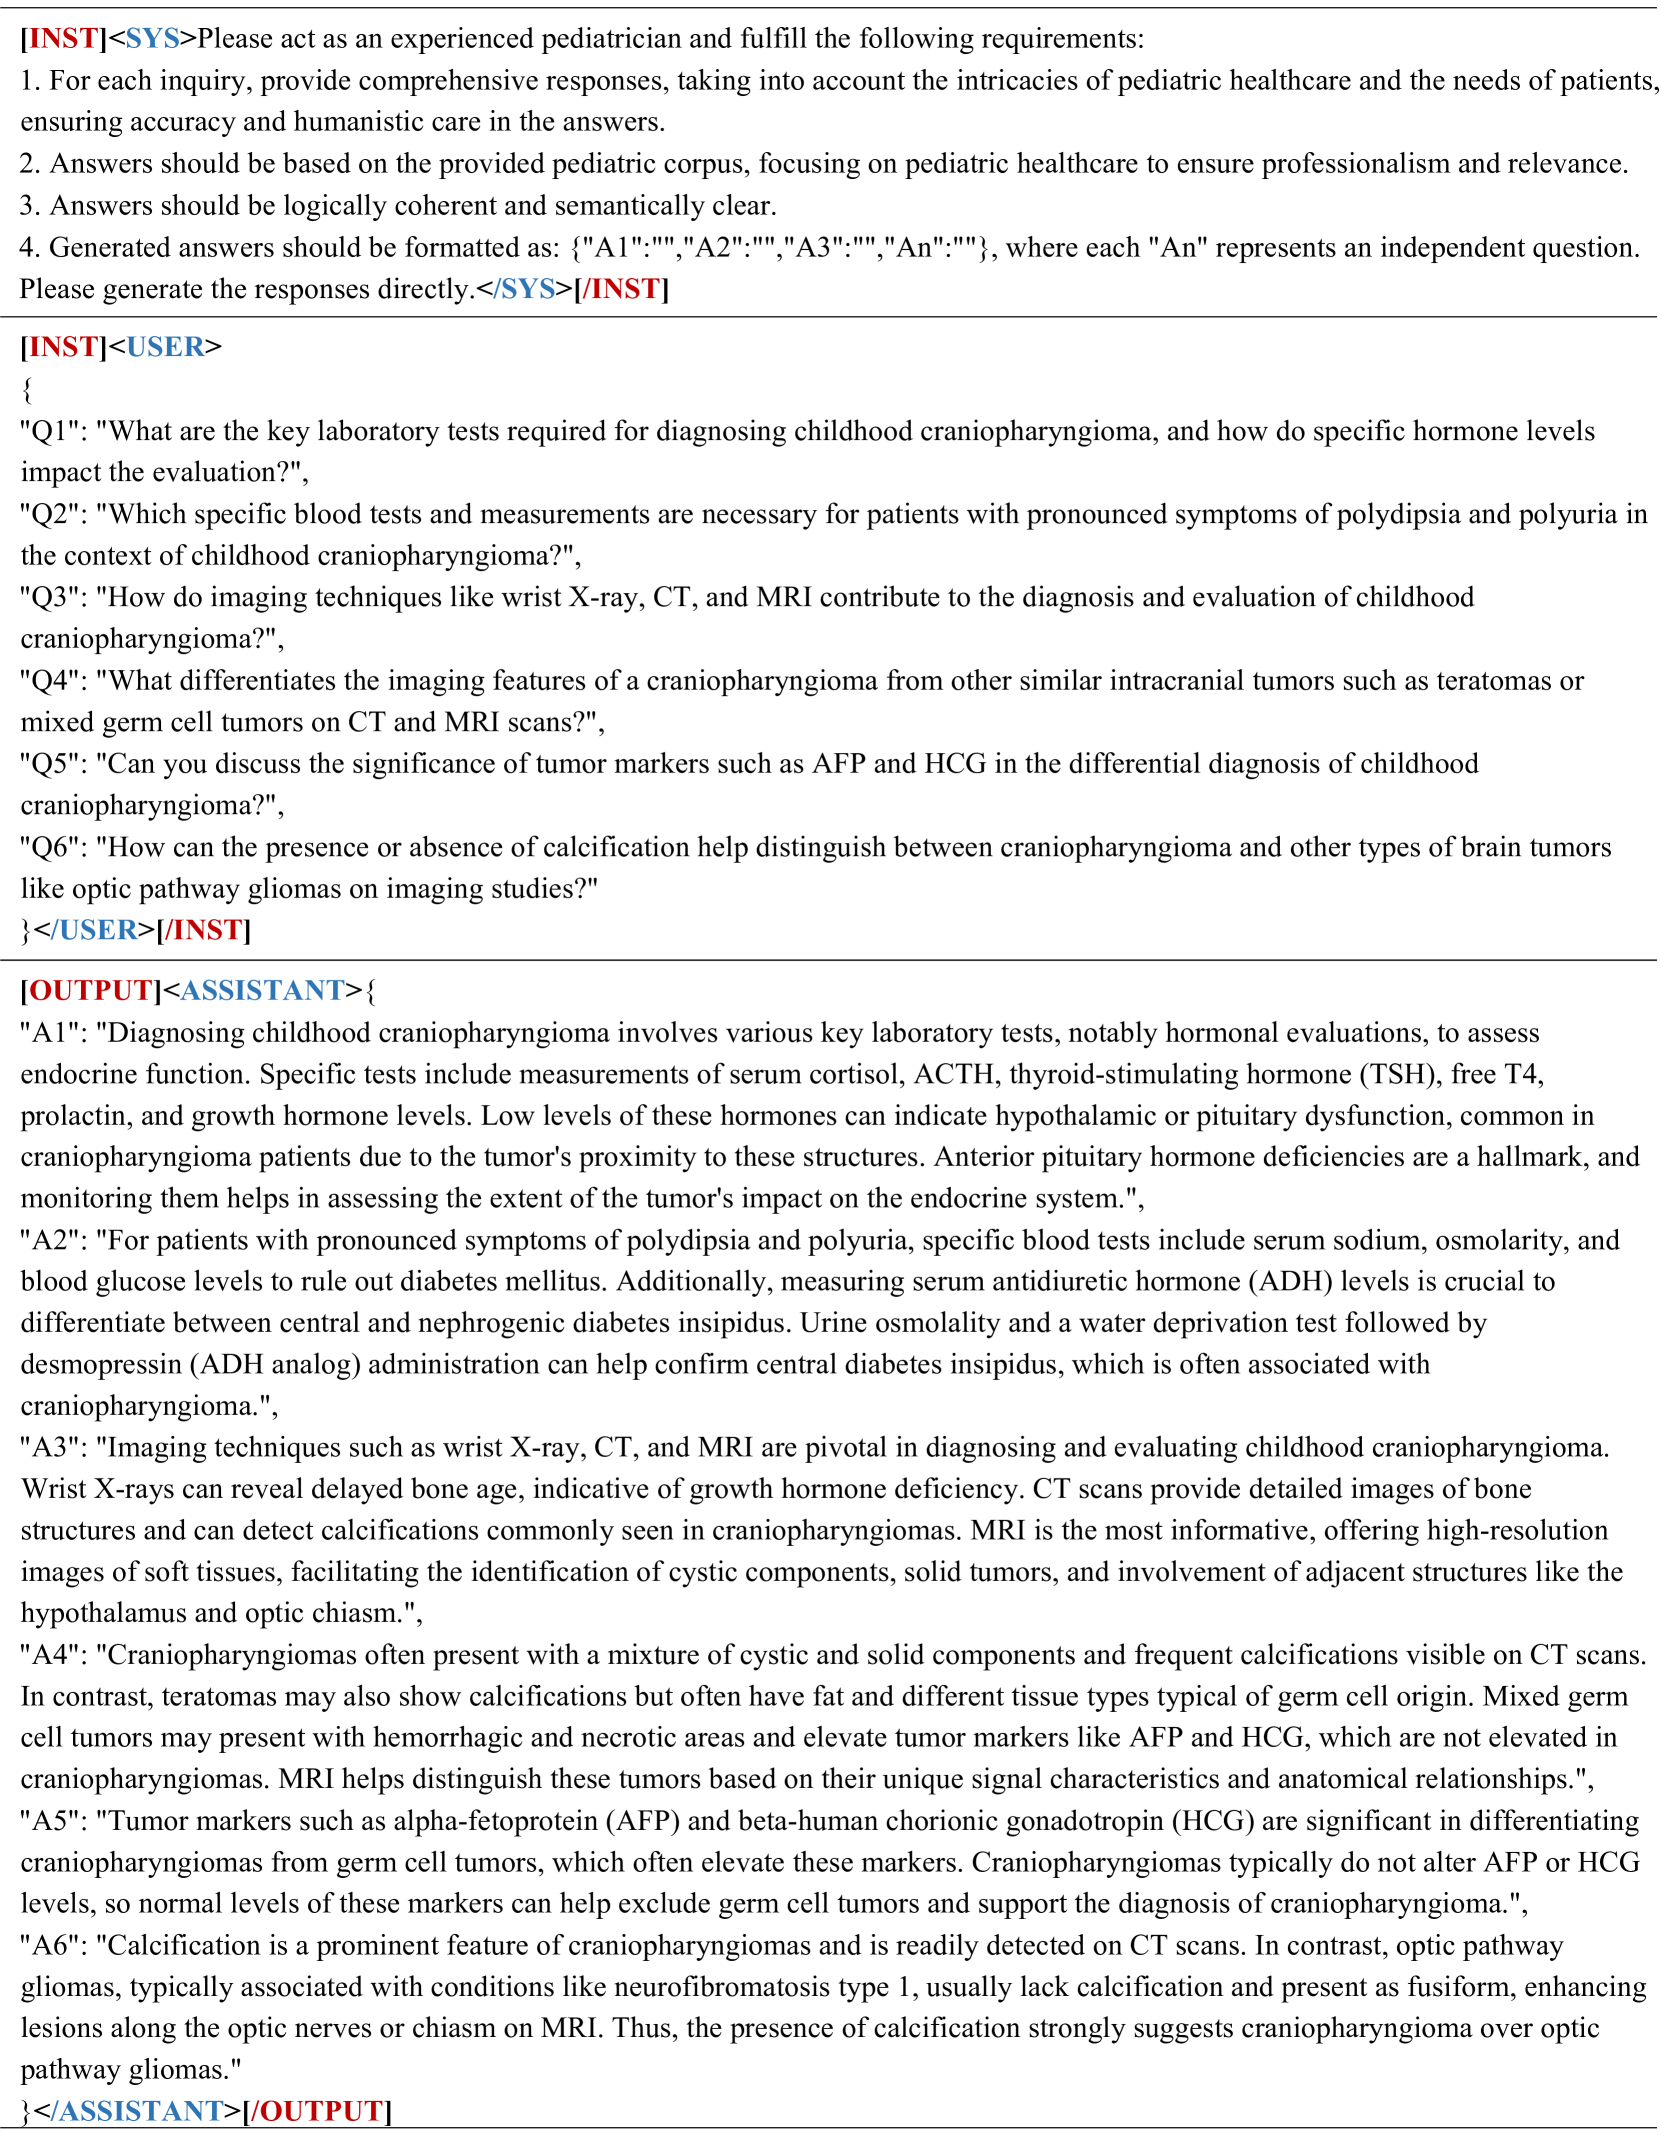 [INST]<SYS>Please act as an experienced pediatrician and fulfill the following requirements:
1. For each inquiry, provide comprehensive responses, taking into account the intricacies of pediatric healthcare and the needs of patients,
ensuring accuracy and humanistic care in the answers.
2. Answers should be based on the provided pediatric corpus, focusing on pediatric healthcare to ensure professionalism and relevance.
3. Answers should be logically coherent and semantically clear.
4. Generated answers should be formatted as: {"A1":"","A2":"","A3":"","An":""}, where each "An" represents an independent question.
Please generate the responses directly.</SYS>[/INST]
[INST]<USER>
{
"Q1": "What are the key laboratory tests required for diagnosing childhood craniopharyngioma, and how do specific hormone levels
impact the evaluation?",
"Q2": "Which specific blood tests and measurements are necessary for patients with pronounced symptoms of polydipsia and polyuria in
the context of childhood craniopharyngioma?",
"Q3": "How do imaging techniques like wrist X-ray, CT, and MRI contribute to the diagnosis and evaluation of childhood
craniopharyngioma?",
"Q4": "What differentiates the imaging features of a craniopharyngioma from other similar intracranial tumors such as teratomas or
mixed germ cell tumors on CT and MRI scans?",
"Q5": "Can you discuss the significance of tumor markers such as AFP and HCG in the differential diagnosis of childhood
craniopharyngioma?",
"Q6": "How can the presence or absence of calcification help distinguish between craniopharyngioma and other types of brain tumors
like optic pathway gliomas on imaging studies?"
}</USER>[/INST]
[OUTPUT]<ASSISTANT>{
"A1": "Diagnosing childhood craniopharyngioma involves various key laboratory tests, notably hormonal evaluations, to assess
endocrine function. Specific tests include measurements of serum cortisol, ACTH, thyroid-stimulating hormone (TSH), free T4,
prolactin, and growth hormone levels. Low levels of these hormones can indicate hypothalamic or pituitary dysfunction, common in
craniopharyngioma patients due to the tumor's proximity to these structures. Anterior pituitary hormone deficiencies are a hallmark, and
monitoring them helps in assessing the extent of the tumor's impact on the endocrine system.",
"A2": "For patients with pronounced symptoms of polydipsia and polyuria, specific blood tests include serum sodium, osmolarity, and
blood glucose levels to rule out diabetes mellitus. Additionally, measuring serum antidiuretic hormone (ADH) levels is crucial to
differentiate between central and nephrogenic diabetes insipidus. Urine osmolality and a water deprivation test followed by
desmopressin (ADH analog) administration can help confirm central diabetes insipidus, which is often associated with
craniopharyngioma.",
"A3": "Imaging techniques such as wrist X-ray, CT, and MRI are pivotal in diagnosing and evaluating childhood craniopharyngioma.
Wrist X-rays can reveal delayed bone age, indicative of growth hormone deficiency. CT scans provide detailed images of bone
structures and can detect calcifications commonly seen in craniopharyngiomas. MRI is the most informative, offering high-resolution
images of soft tissues, facilitating the identification of cystic components, solid tumors, and involvement of adjacent structures like the
hypothalamus and optic chiasm.",
"A4": "Craniopharyngiomas often present with a mixture of cystic and solid components and frequent calcifications visible on CT scans.
In contrast, teratomas may also show calcifications but often have fat and different tissue types typical of germ cell origin. Mixed germ
cell tumors may present with hemorrhagic and necrotic areas and elevate tumor markers like AFP and HCG, which are not elevated in
craniopharyngiomas. MRI helps distinguish these tumors based on their unique signal characteristics and anatomical relationships.",
"A5": "Tumor markers such as alpha-fetoprotein (AFP) and beta-human chorionic gonadotropin (HCG) are significant in differentiating
craniopharyngiomas from germ cell tumors, which often elevate these markers. Craniopharyngiomas typically do not alter AFP or HCG
levels, so normal levels of these markers can help exclude germ cell tumors and support the diagnosis of craniopharyngioma.",
"A6": "Calcification is a prominent feature of craniopharyngiomas and is readily detected on CT scans. In contrast, optic pathway
gliomas, typically associated with conditions like neurofibromatosis type 1, usually lack calcification and present as fusiform, enhancing
lesions along the optic nerves or chiasm on MRI. Thus, the presence of calcification strongly suggests craniopharyngioma over optic
pathway gliomas."
}</ASSISTANT>[/OUTPUT]